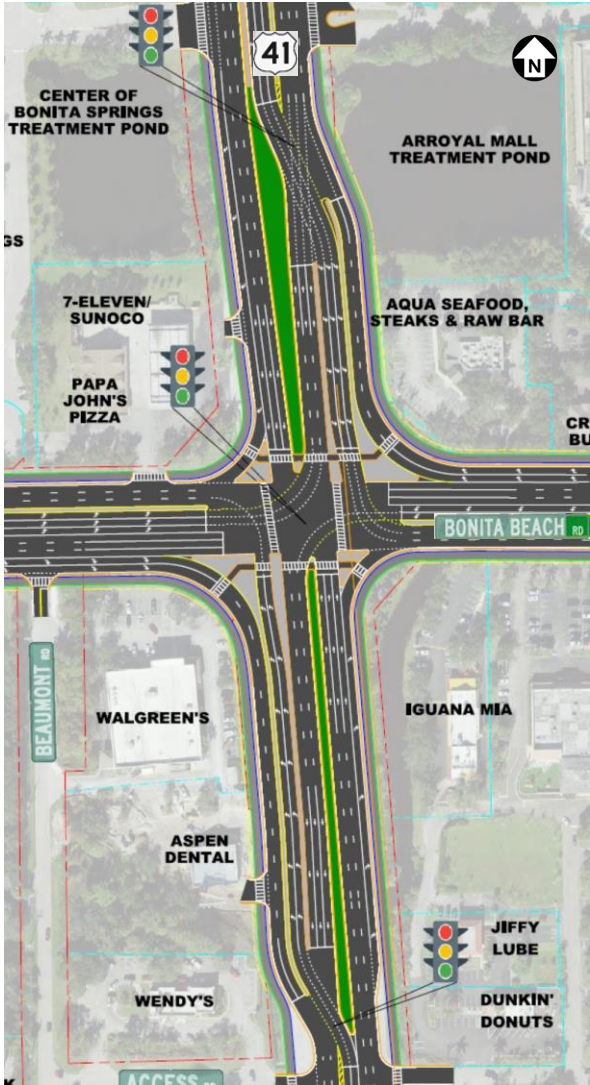 41
N
CENTER OF
BONITA SPRINGS
TREATMENT POND
ARROYAL MALL
TREATMENT POND
GS
7-ELEVEN/
SUNOCO
AQUA SEAFOOD,
STEAKS & RAW BAR
PAPA
JOHN'S
PIZZA
CR
BU
BONITA BEACH RD
BEAUMONT RD
WALGREEN'S
IGUANA MIA
ASPEN
DENTAL
JIFFY
LUBE
WENDY'S
DUNKIN'
DONUTS
K
ACCESS